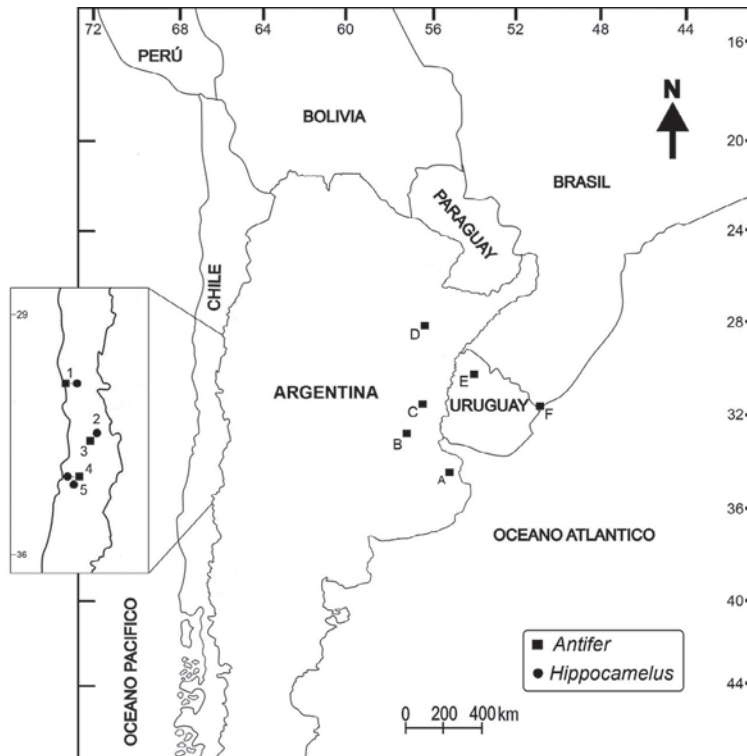 72 68 64 60 56 52 48 44
16
PERÚ
N
BOLIVIA
20
BRASIL
PARAGUAY
24
CHILE
29
28
D
1
E
ARGENTINA
2
C
URUGUAY
F
32
3
B
4
A
5
36
OCEANO ATLANTICO
36
40
OCEANO PACIFICO
Antifer
Hippocamelus
44
0 200 400 km